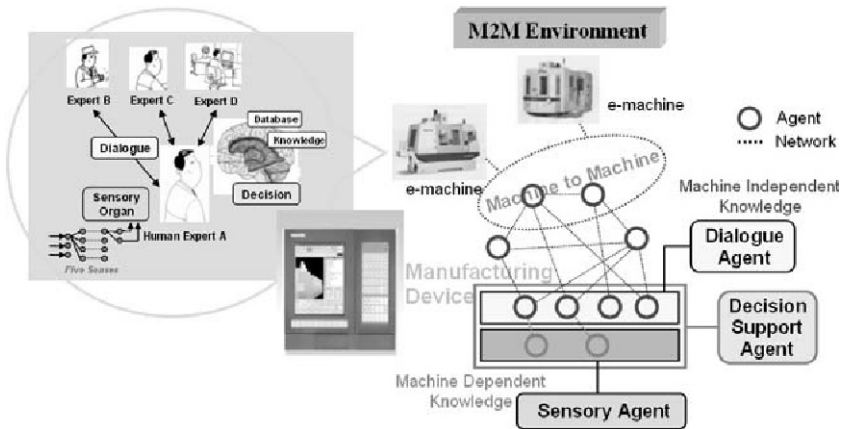 M2M Environment
Expert B
Expert C
Expert D
Database
Knowledge
Dialogue
Decision
Sensory
Organ
Human Expert A
Five Senses
e-machine
e-machine
Agent
Network
Machine to Machine
Machine Independent
Knowledge
Dialogue
Agent
Manufacturing
Device
Decision
Support
Agent
Machine Dependent
Knowledge
Sensory Agent